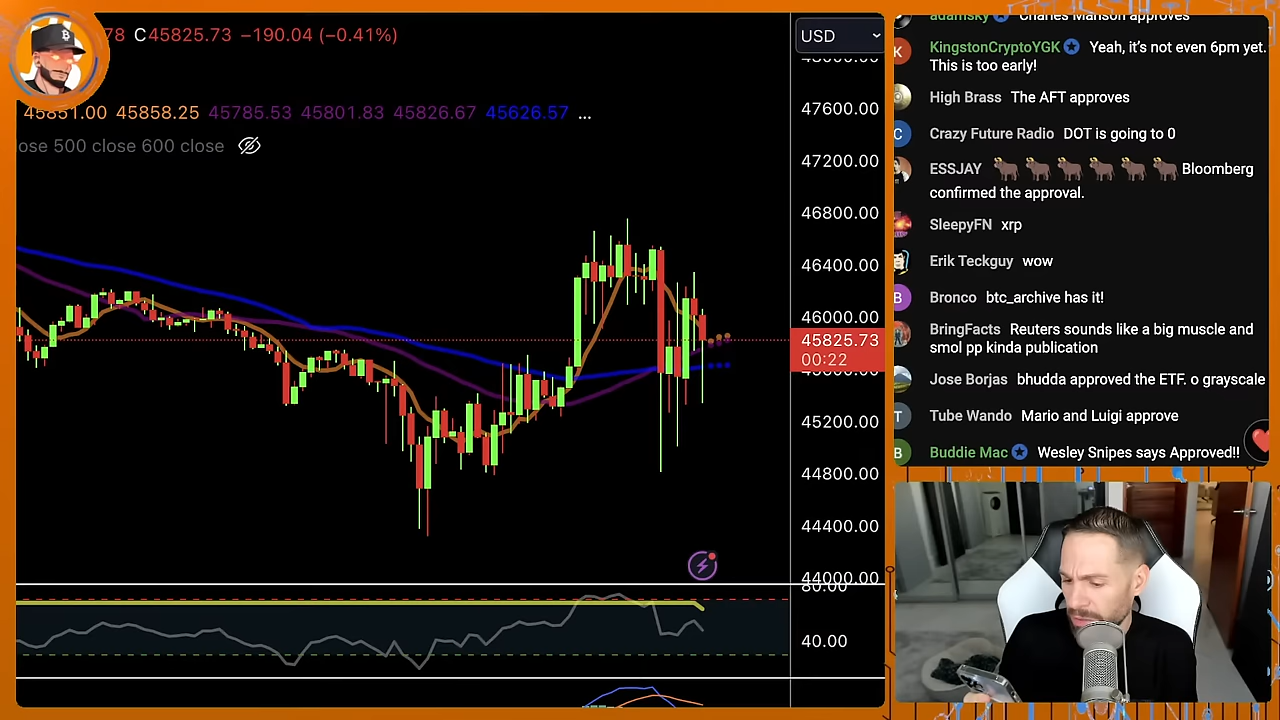 78 C45825.73 −190.04 (−0.41%)
45851.00 45858.25 45785.53 45801.83 45826.67 45626.57 ...
ose 500 close 600 close
USD
47600.00
47200.00
46800.00
46400.00
46000.00
45825.73
00:22
45200.00
44800.00
44400.00
44000.00
80.00
40.00
adamsky Charles Manson approves
K KingstonCryptoYGK Yeah, it's not even 6pm yet.
This is too early!
High Brass The AFT approves
C Crazy Future Radio DOT is going to 0
ESSJAY Bloomberg
confirmed the approval.
SleepyFN xrp
Erik Teckguy wow
B Bronco btc_archive has it!
BringFacts Reuters sounds like a big muscle and
smol pp kinda publication
Jose Borjas bhudda approved the ETF. o grayscale
T Tube Wando Mario and Luigi approve
B Buddie Mac Wesley Snipes says Approved!!